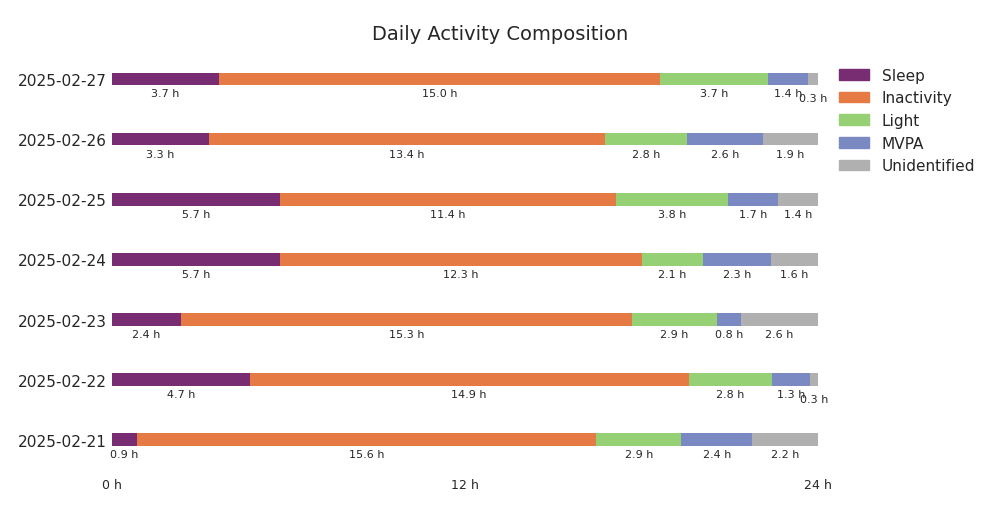 Daily Activity Composition
2025-02-27
3.7 h 15.0 h 3.7 h 1.4 h 0.3 h
2025-02-26
3.3 h 13.4 h 2.8 h 2.6 h 1.9 h
2025-02-25
5.7 h 11.4 h 3.8 h 1.7 h 1.4 h
2025-02-24
5.7 h 12.3 h 2.1 h 2.3 h 1.6 h
2025-02-23
2.4 h 15.3 h 2.9 h 0.8 h 2.6 h
2025-02-22
4.7 h 14.9 h 2.8 h 1.3 h 0.3 h
2025-02-21
0.9 h 15.6 h 2.9 h 2.4 h 2.2 h
0 h 12 h 24 h
Sleep
Inactivity
Light
MVPA
Unidentified